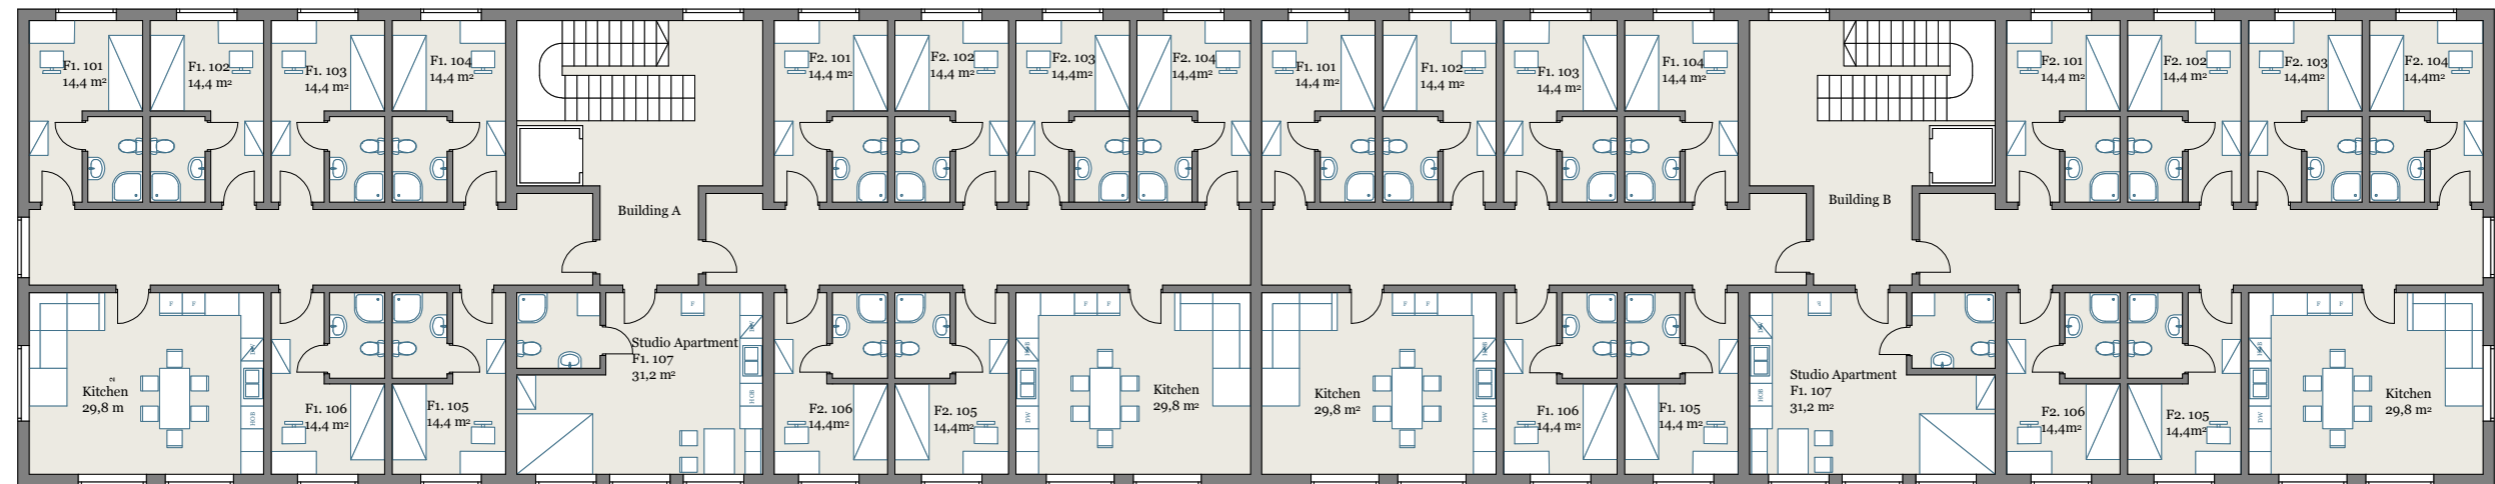 F1. 101
14,4 m²
F1. 102
14,4 m²
F1. 103
14,4 m²
F1. 104
14,4 m²
F2. 101
14,4 m²
F2. 102
14,4 m²
F2. 103
14,4m²
F2. 104
14,4m²
F1. 101
14,4 m²
F1. 102
14,4 m²
F1. 103
14,4 m²
F1. 104
14,4 m²
F2. 101
14,4 m²
F2. 102
14,4 m²
F2. 103
14,4m²
F2. 104
14,4m²
Building A
Building B
Kitchen
29,8 m
2
F1. 106
14,4 m²
F1. 105
14,4 m²
Studio Apartment
F1. 107
31,2 m²
F2. 106
14,4m²
F2. 105
14,4m²
Kitchen
29,8 m²
Kitchen
29,8 m²
F1. 106
14,4 m²
F1. 105
14,4 m²
Studio Apartment
F1. 107
31,2 m²
F2. 106
14,4m²
F2. 105
14,4m²
Kitchen
29,8 m²
HOB
HOB
DW
DW
HOB
DW